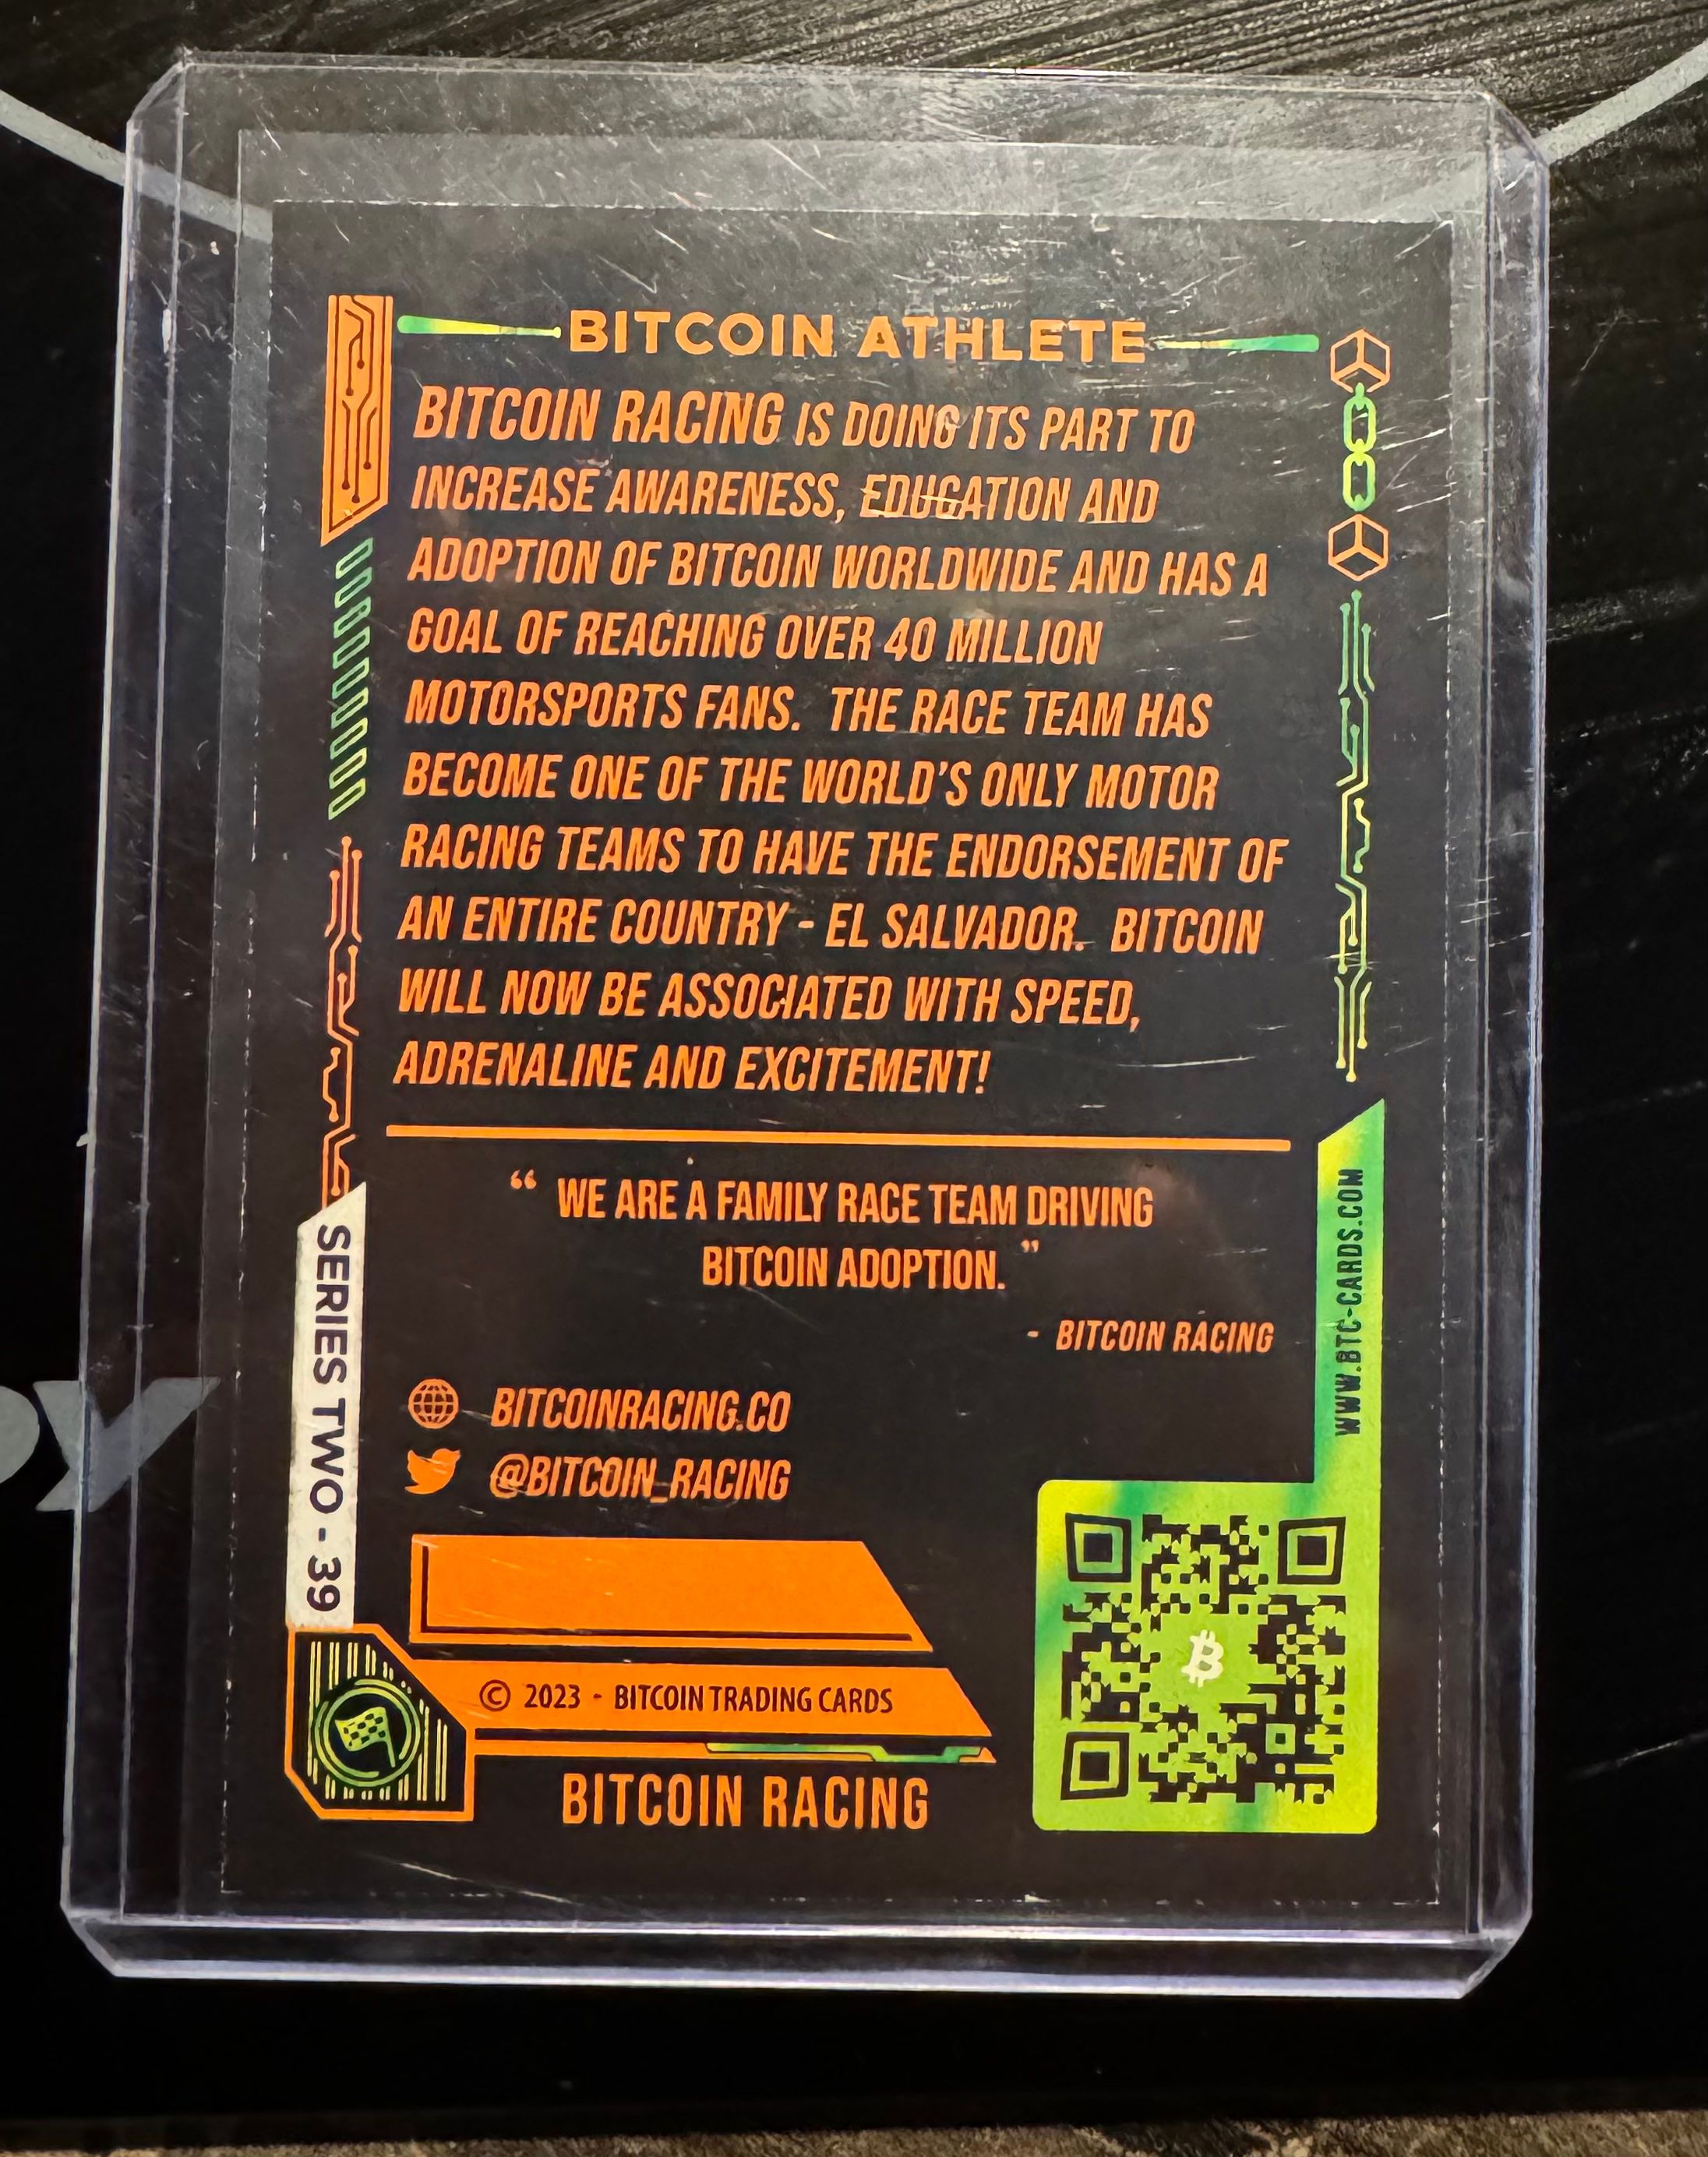 BITCOIN ATHLETE
BITCOIN RACING IS DOING ITS PART TO
INCREASE AWARENESS, EDUCATION AND
ADOPTION OF BITCOIN WORLDWIDE AND HAS A
GOAL OF REACHING OVER 40 MILLION
MOTORSPORTS FANS. THE RACE TEAM HAS
BECOME ONE OF THE WORLD'S ONLY MOTOR
RACING TEAMS TO HAVE THE ENDORSEMENT OF
AN ENTIRE COUNTRY - EL SALVADOR. BITCOIN
WILL NOW BE ASSOCIATED WITH SPEED,
ADRENALINE AND EXCITEMENT!
“ WE ARE A FAMILY RACE TEAM DRIVING
BITCOIN ADOPTION. ”
- BITCOIN RACING
WWW.BTC-CARDS.COM
SERIES TWO - 39
BITCOINRACING.CO
@BITCOIN_RACING
© 2023 - BITCOIN TRADING CARDS
BITCOIN RACING